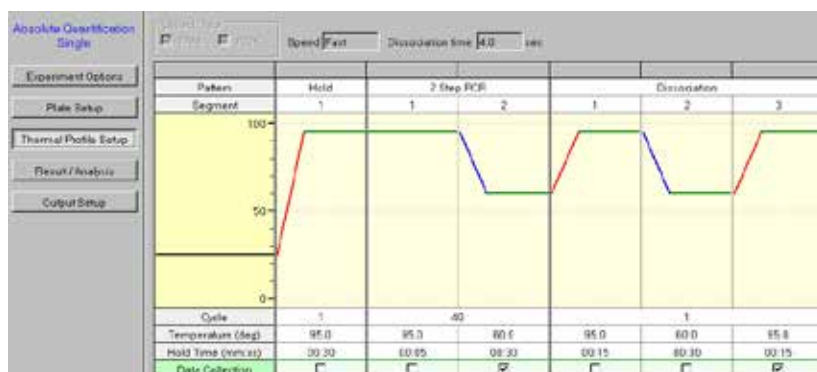 Absolute Quantification
Single
Speed Fast Dissociation time 4.0 sec
Experiment Options
Plate Setup
Thermal Profile Setup
Result / Analysis
Output Setup
Pattern Hold 2 Step PCR Dissociation
Segment 1 1 2 1 2 3
100
50
0
Cycle 1 40 1
Temperature (deg) 95.0 95.0 60.0 95.0 60.0 95.0
Hold Time (mm:ss) 00:30 00:05 00:30 00:15 00:30 00:15
Data Collection